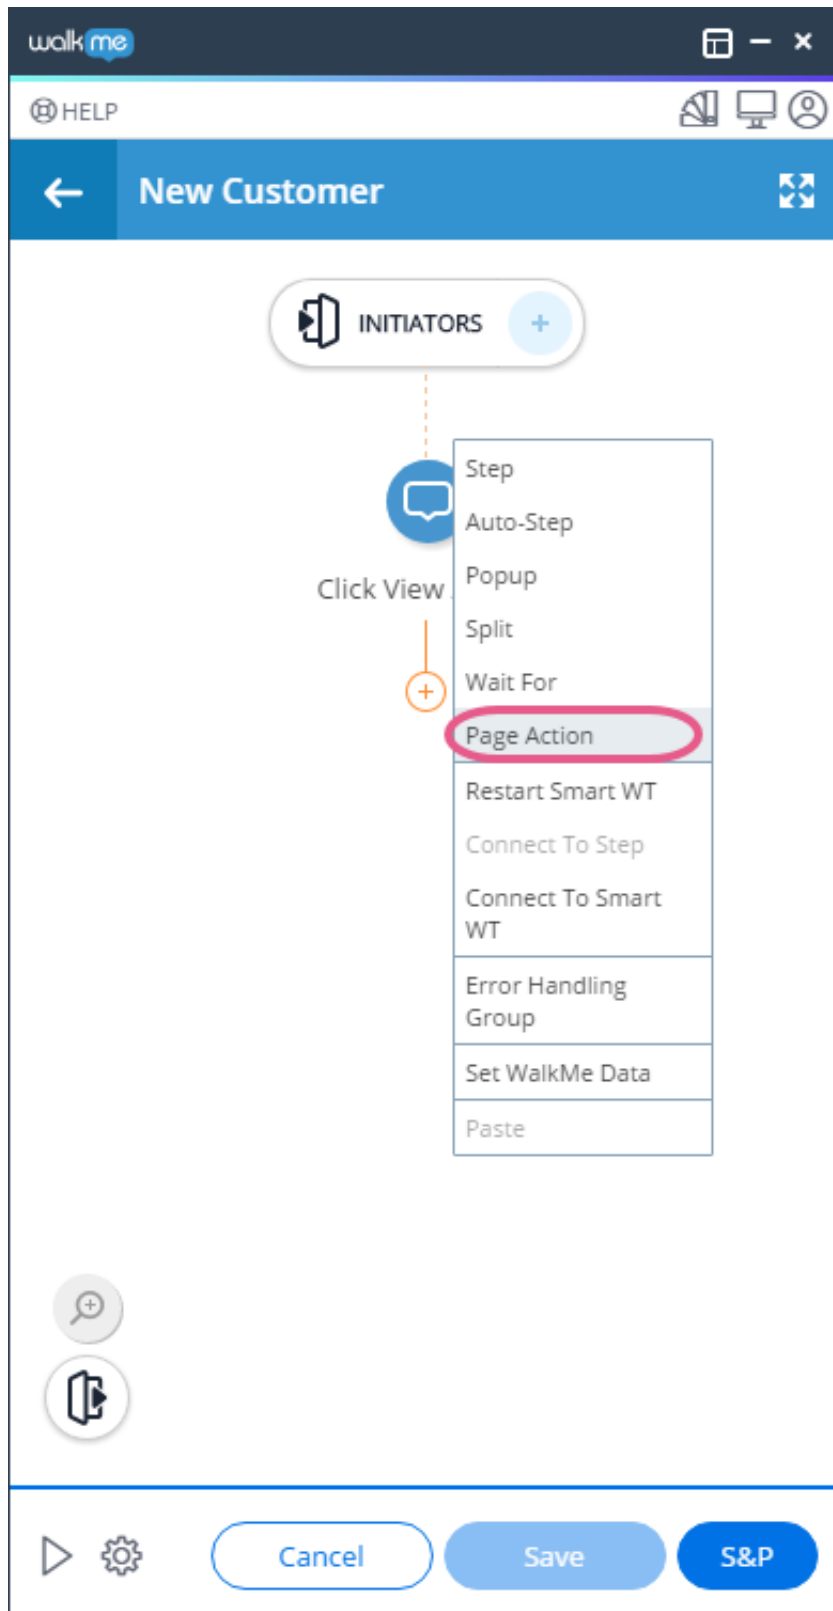 walkme
HELP
New Customer
INITIATORS
Click View
Step
Auto-Step
Popup
Split
Wait For
Page Action
Restart Smart WT
Connect To Step
Connect To Smart
WT
Error Handling
Group
Set WalkMe Data
Paste
Cancel
Save
S&P